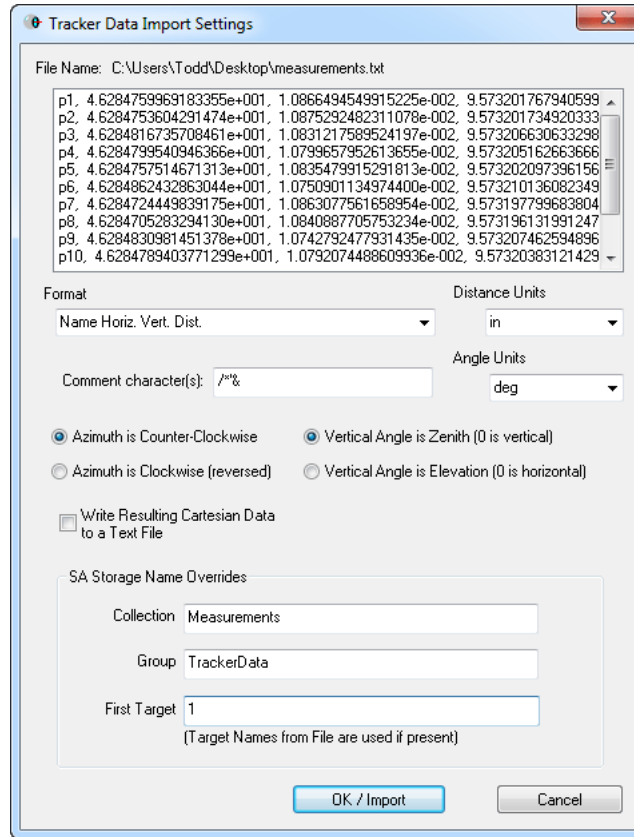 Tracker Data Import Settings
File Name: C:\Users\Todd\Desktop\measurements.txt
p1, 4.6284759969183355e+001, 1.0866494549915225e-002, 9.573201767940599
p2, 4.6284753604291474e+001, 1.0875292482311078e-002, 9.573201734920333
p3, 4.6284816735708461e+001, 1.0831217589524197e-002, 9.573206630633298
p4, 4.6284799540946366e+001, 1.0799657952613655e-002, 9.573205162663666
p5, 4.6284757514671313e+001, 1.0835479915291813e-002, 9.573202097396156
p6, 4.6284862432863044e+001, 1.0750901134974400e-002, 9.573210136082349
p7, 4.6284724449839175e+001, 1.0863077561658954e-002, 9.573197799683804
p8, 4.6284705283294130e+001, 1.0840887705753234e-002, 9.573196131991247
p9, 4.6284830981451378e+001, 1.0742792477931435e-002, 9.573207462594896
p10, 4.6284789403771299e+001, 1.0792074488609936e-002, 9.57320383121429
Format
Distance Units
Name Horiz. Vert. Dist.
in
Angle Units
Comment character(s): /*'&
deg
Azimuth is Counter-Clockwise
Vertical Angle is Zenith (0 is vertical)
Azimuth is Clockwise (reversed)
Vertical Angle is Elevation (0 is horizontal)
Write Resulting Cartesian Data
to a Text File
SA Storage Name Overrides
Collection Measurements
Group TrackerData
First Target 1
(Target Names from File are used if present)
OK / Import
Cancel